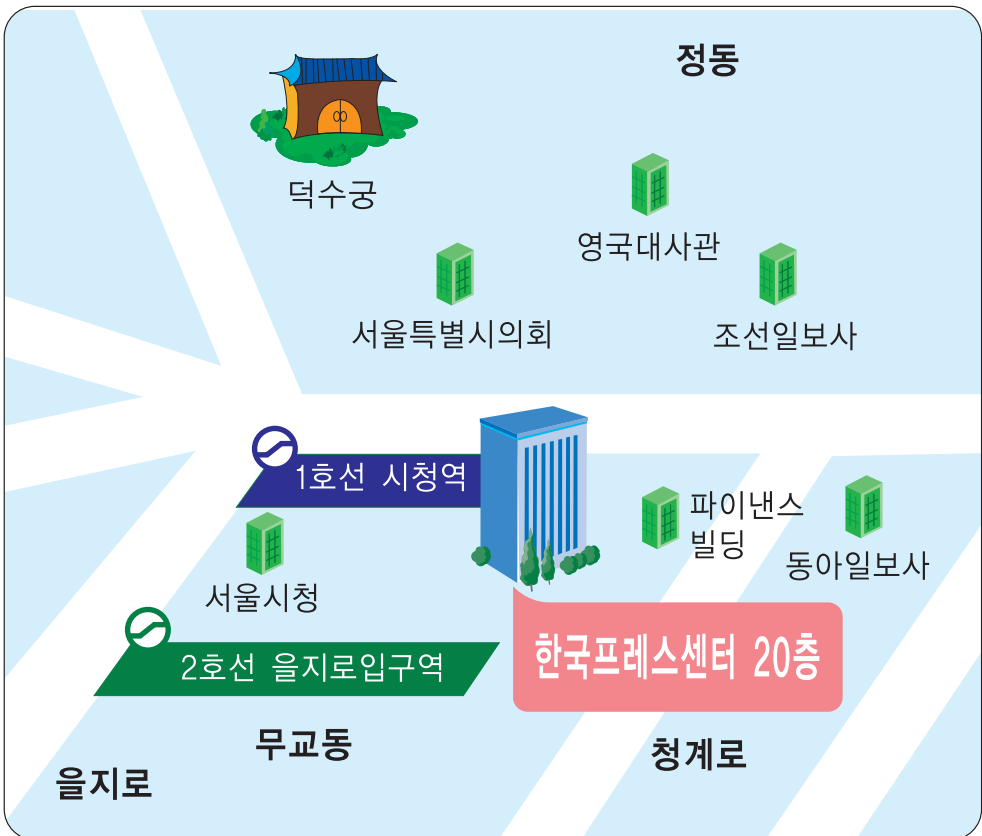 정동
덕수궁
영국대사관
서울특별시의회
조선일보사
1호선 시청역
파이낸스
빌딩
동아일보사
서울시청
2호선 을지로입구역
한국프레스센터 20층
무교동
청계로
을지로